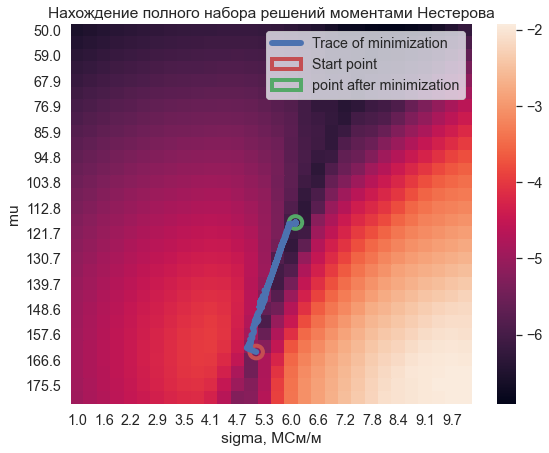 Нахождение полного набора решений моментами Нестерова
Trace of minimization
Start point
point after minimization
mu
50.0
59.0
67.9
76.9
85.9
94.8
103.8
112.8
121.7
130.7
139.7
148.6
157.6
166.6
175.5
1.0 1.6 2.2 2.9 3.5 4.1 4.7 5.3 6.0 6.6 7.2 7.8 8.4 9.1 9.7
sigma, МСм/м
−2
−3
−4
−5
−6